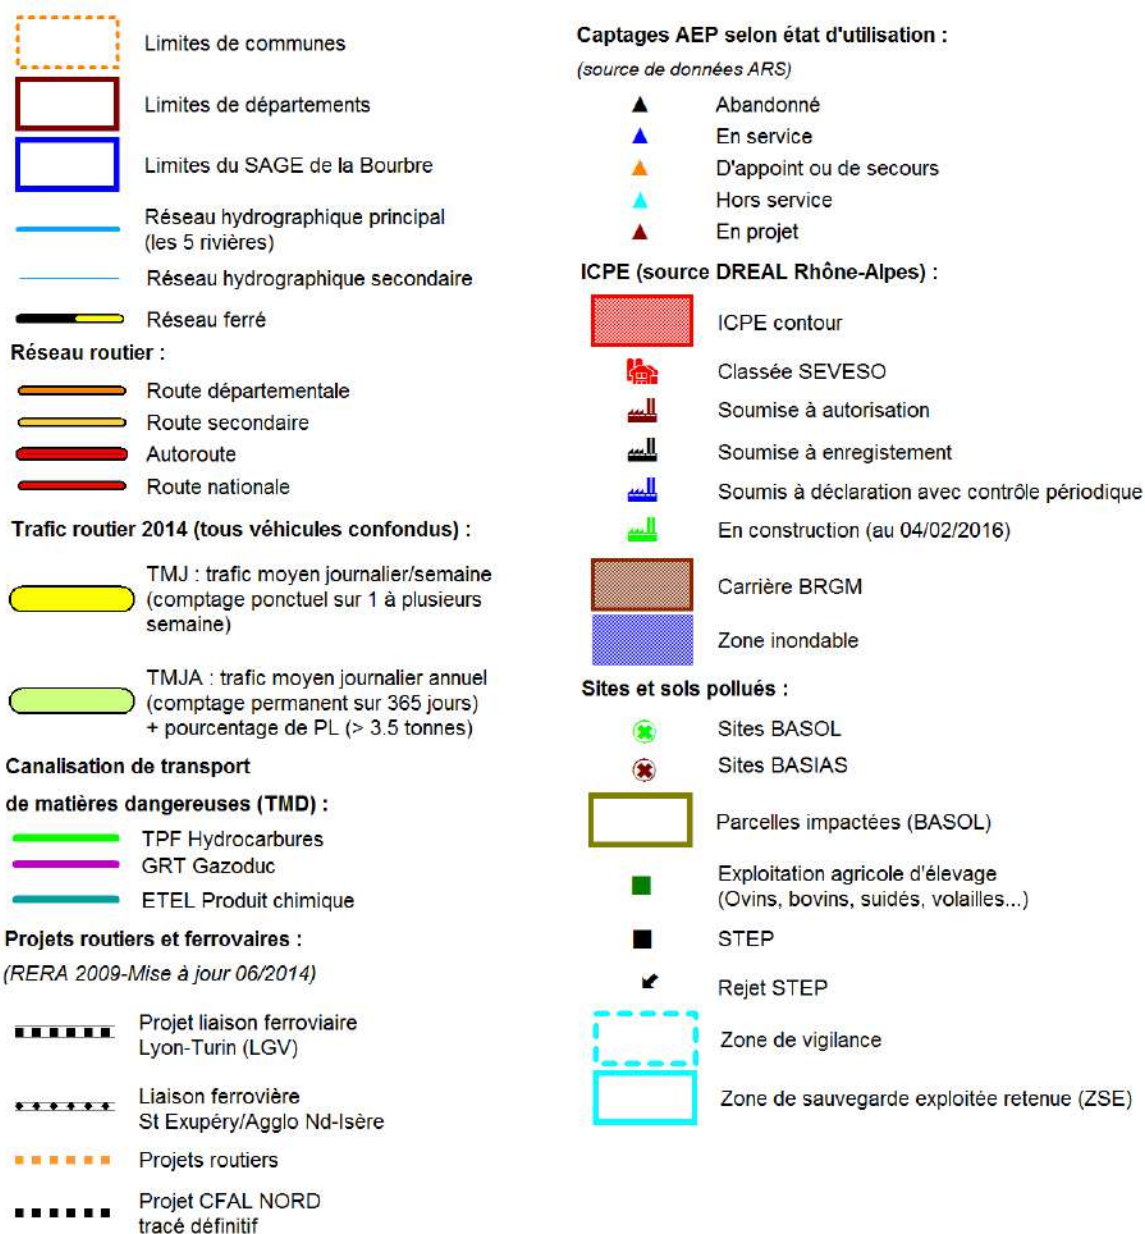 Limites de communes
Limites de départements
Limites du SAGE de la Bourbre
Réseau hydrographique principal
(les 5 rivières)
Réseau hydrographique secondaire
Réseau ferré
Réseau routier :
Route départementale
Route secondaire
Autoroute
Route nationale
Trafic routier 2014 (tous véhicules confondus) :
TMJ : trafic moyen journalier/semaine
(comptage ponctuel sur 1 à plusieurs
semaine)
TMJA : trafic moyen journalier annuel
(comptage permanent sur 365 jours)
+ pourcentage de PL (> 3.5 tonnes)
Canalisation de transport
de matières dangereuses (TMD) :
TPF Hydrocarbures
GRT Gazoduc
ETEL Produit chimique
Projets routiers et ferrovaires :
(RERA 2009-Mise à jour 06/2014)
Projet liaison ferroviaire
Lyon-Turin (LGV)
Liaison ferrovière
St Exupéry/Agglo Nd-Isère
Projets routiers
Projet CFAL NORD
tracé définitif
Captages AEP selon état d'utilisation :
(source de données ARS)
Abandonné
En service
D'appoint ou de secours
Hors service
En projet
ICPE (source DREAL Rhône-Alpes) :
ICPE contour
Classée SEVESO
Soumise à autorisation
Soumise à enregistement
Soumis à déclaration avec contrôle périodique
En construction (au 04/02/2016)
Carrière BRGM
Zone inondable
Sites et sols pollués :
Sites BASOL
Sites BASIAS
Parcelles impactées (BASOL)
Exploitation agricole d'élevage
(Ovins, bovins, suidés, volailles...)
STEP
Rejet STEP
Zone de vigilance
Zone de sauvegarde exploitée retenue (ZSE)